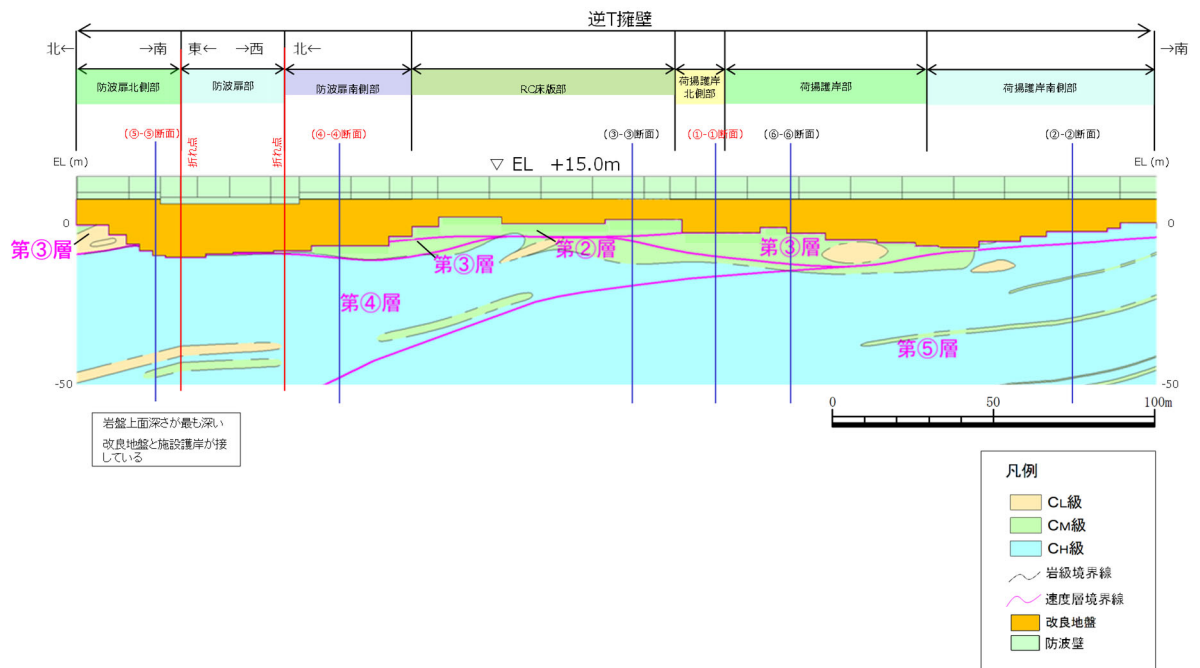 逆T擁壁
北←
→南
東←
→西
北←
→南
防波扉北側部
防波扉部
防波扉南側部
RC床版部
荷揚護岸
北側部
荷揚護岸部
荷揚護岸南側部
(⑤-⑤断面)
折れ点
折れ点
(④-④断面)
(③-③断面)
(①-①断面)
(⑥-⑥断面)
(②-②断面)
EL (m)
▽ EL +15.0m
EL (m)
0
0
第③層
第③層
第②層
第③層
第④層
第⑤層
-50
-50
岩盤上面深さが最も深い
改良地盤と施設護岸が接
している
0
50
100m
凡例
CL級
CM級
CH級
岩級境界線
速度層境界線
改良地盤
防波壁